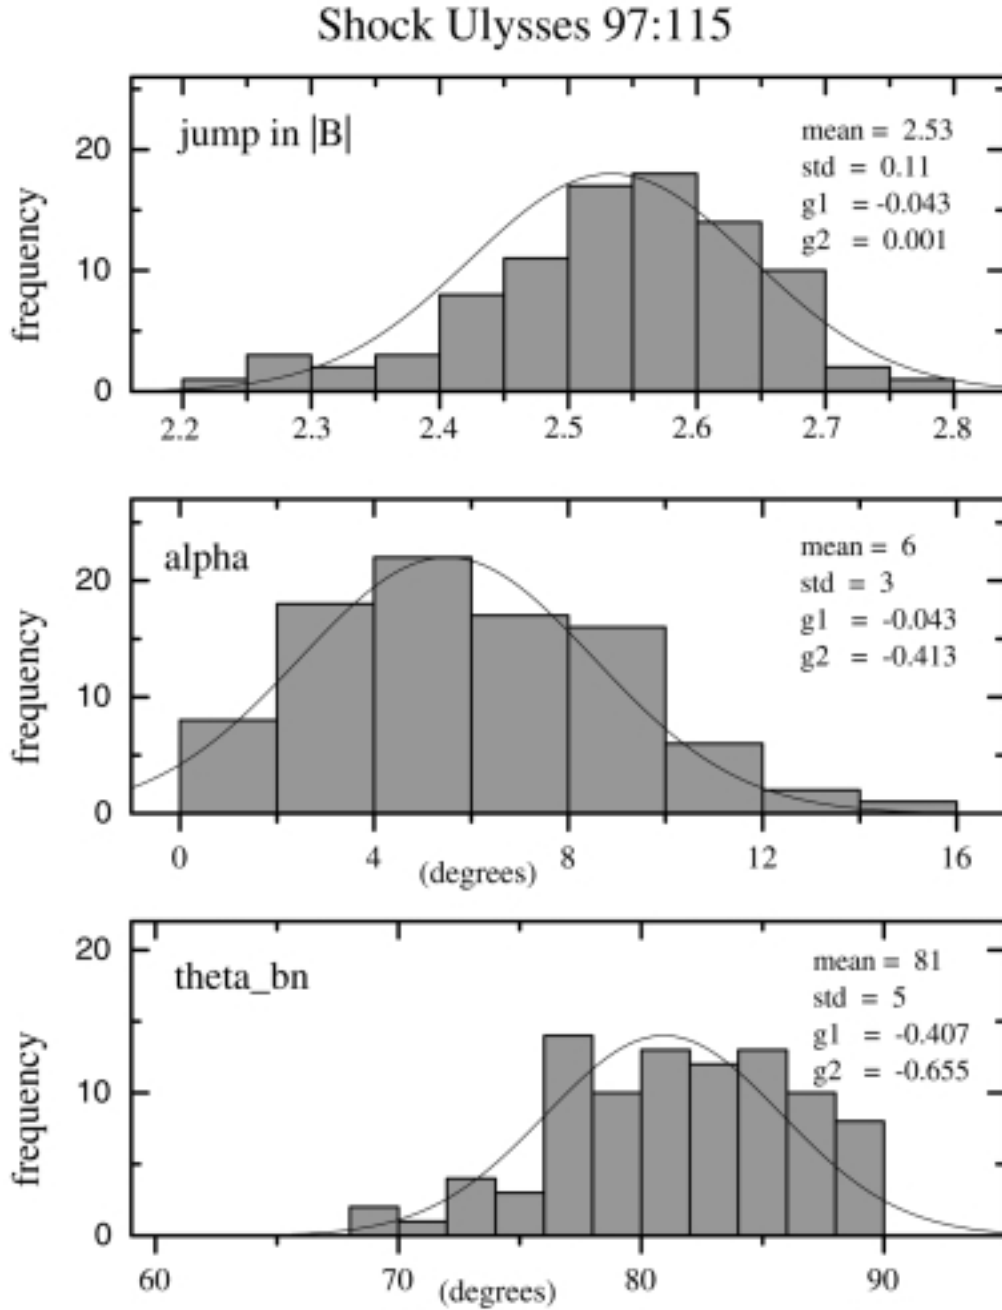 Shock Ulysses 97:115
jump in |B|
mean = 2.53
std = 0.11
g1 = -0.043
g2 = 0.001
frequency
20
10
0
2.2 2.3 2.4 2.5 2.6 2.7 2.8
alpha
mean = 6
std = 3
g1 = -0.043
g2 = -0.413
frequency
20
10
0
0 4 8 12 16
(degrees)
theta_bn
mean = 81
std = 5
g1 = -0.407
g2 = -0.655
frequency
20
10
0
60 70 80 90
(degrees)